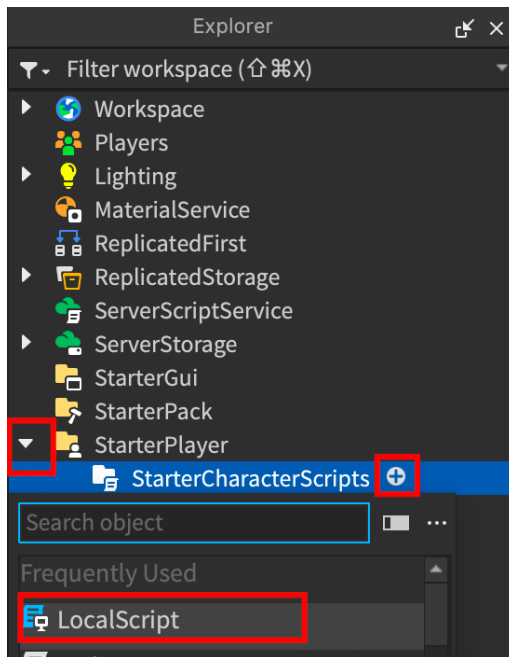 Explorer
Filter workspace (⇧⌘X)
Workspace
Players
Lighting
MaterialService
ReplicatedFirst
ReplicatedStorage
ServerScriptService
ServerStorage
StarterGui
StarterPack
StarterPlayer
StarterCharacterScripts
Search object
Frequently Used
LocalScript